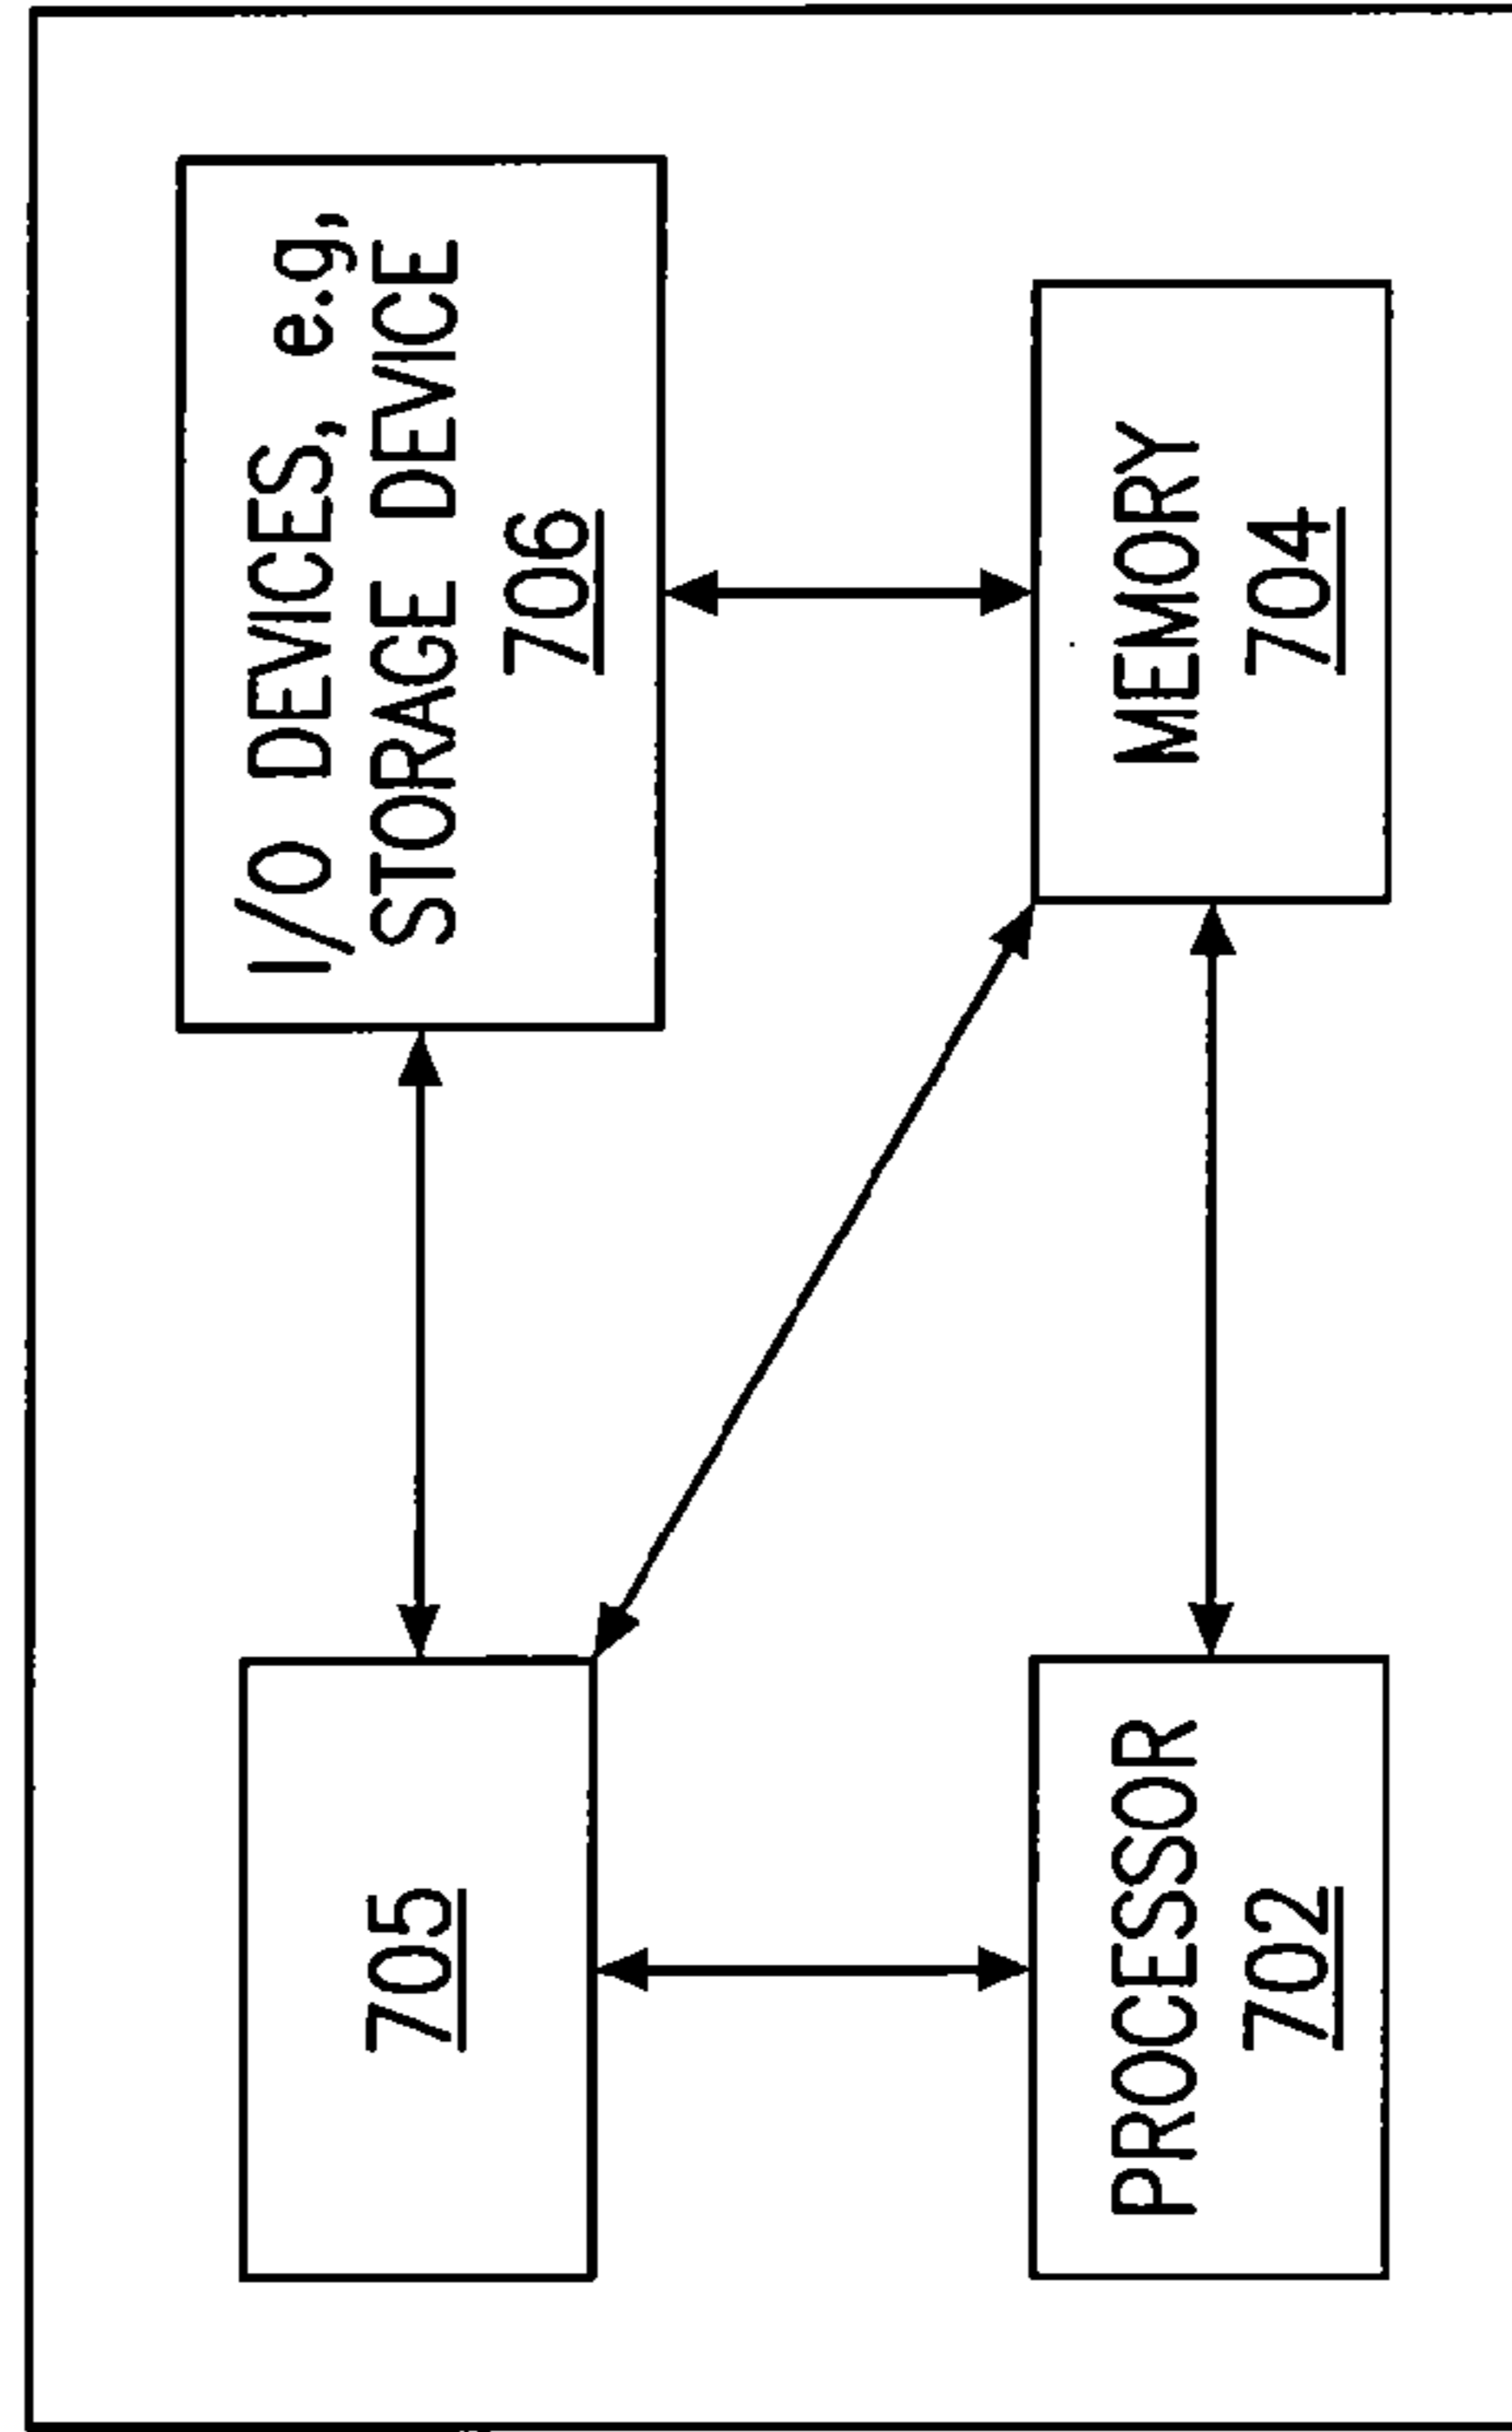 705
I/O DEVICES, e.g,
STORAGE DEVICE
706
PROCESSOR
702
MEMORY
704